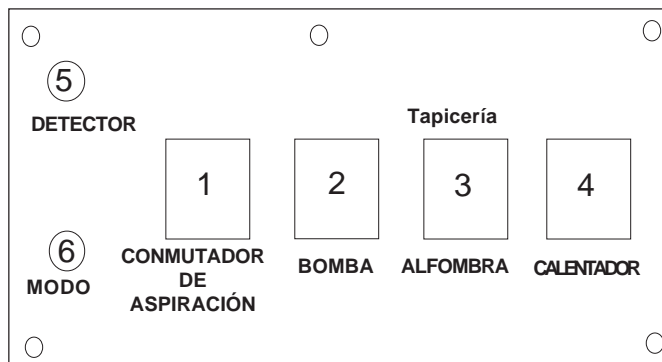 5
DETECTOR
Tapicería
1
2
3
4
6
MODO
CONMUTADOR
DE
ASPIRACIÓN
BOMBA
ALFOMBRA
CALENTADOR